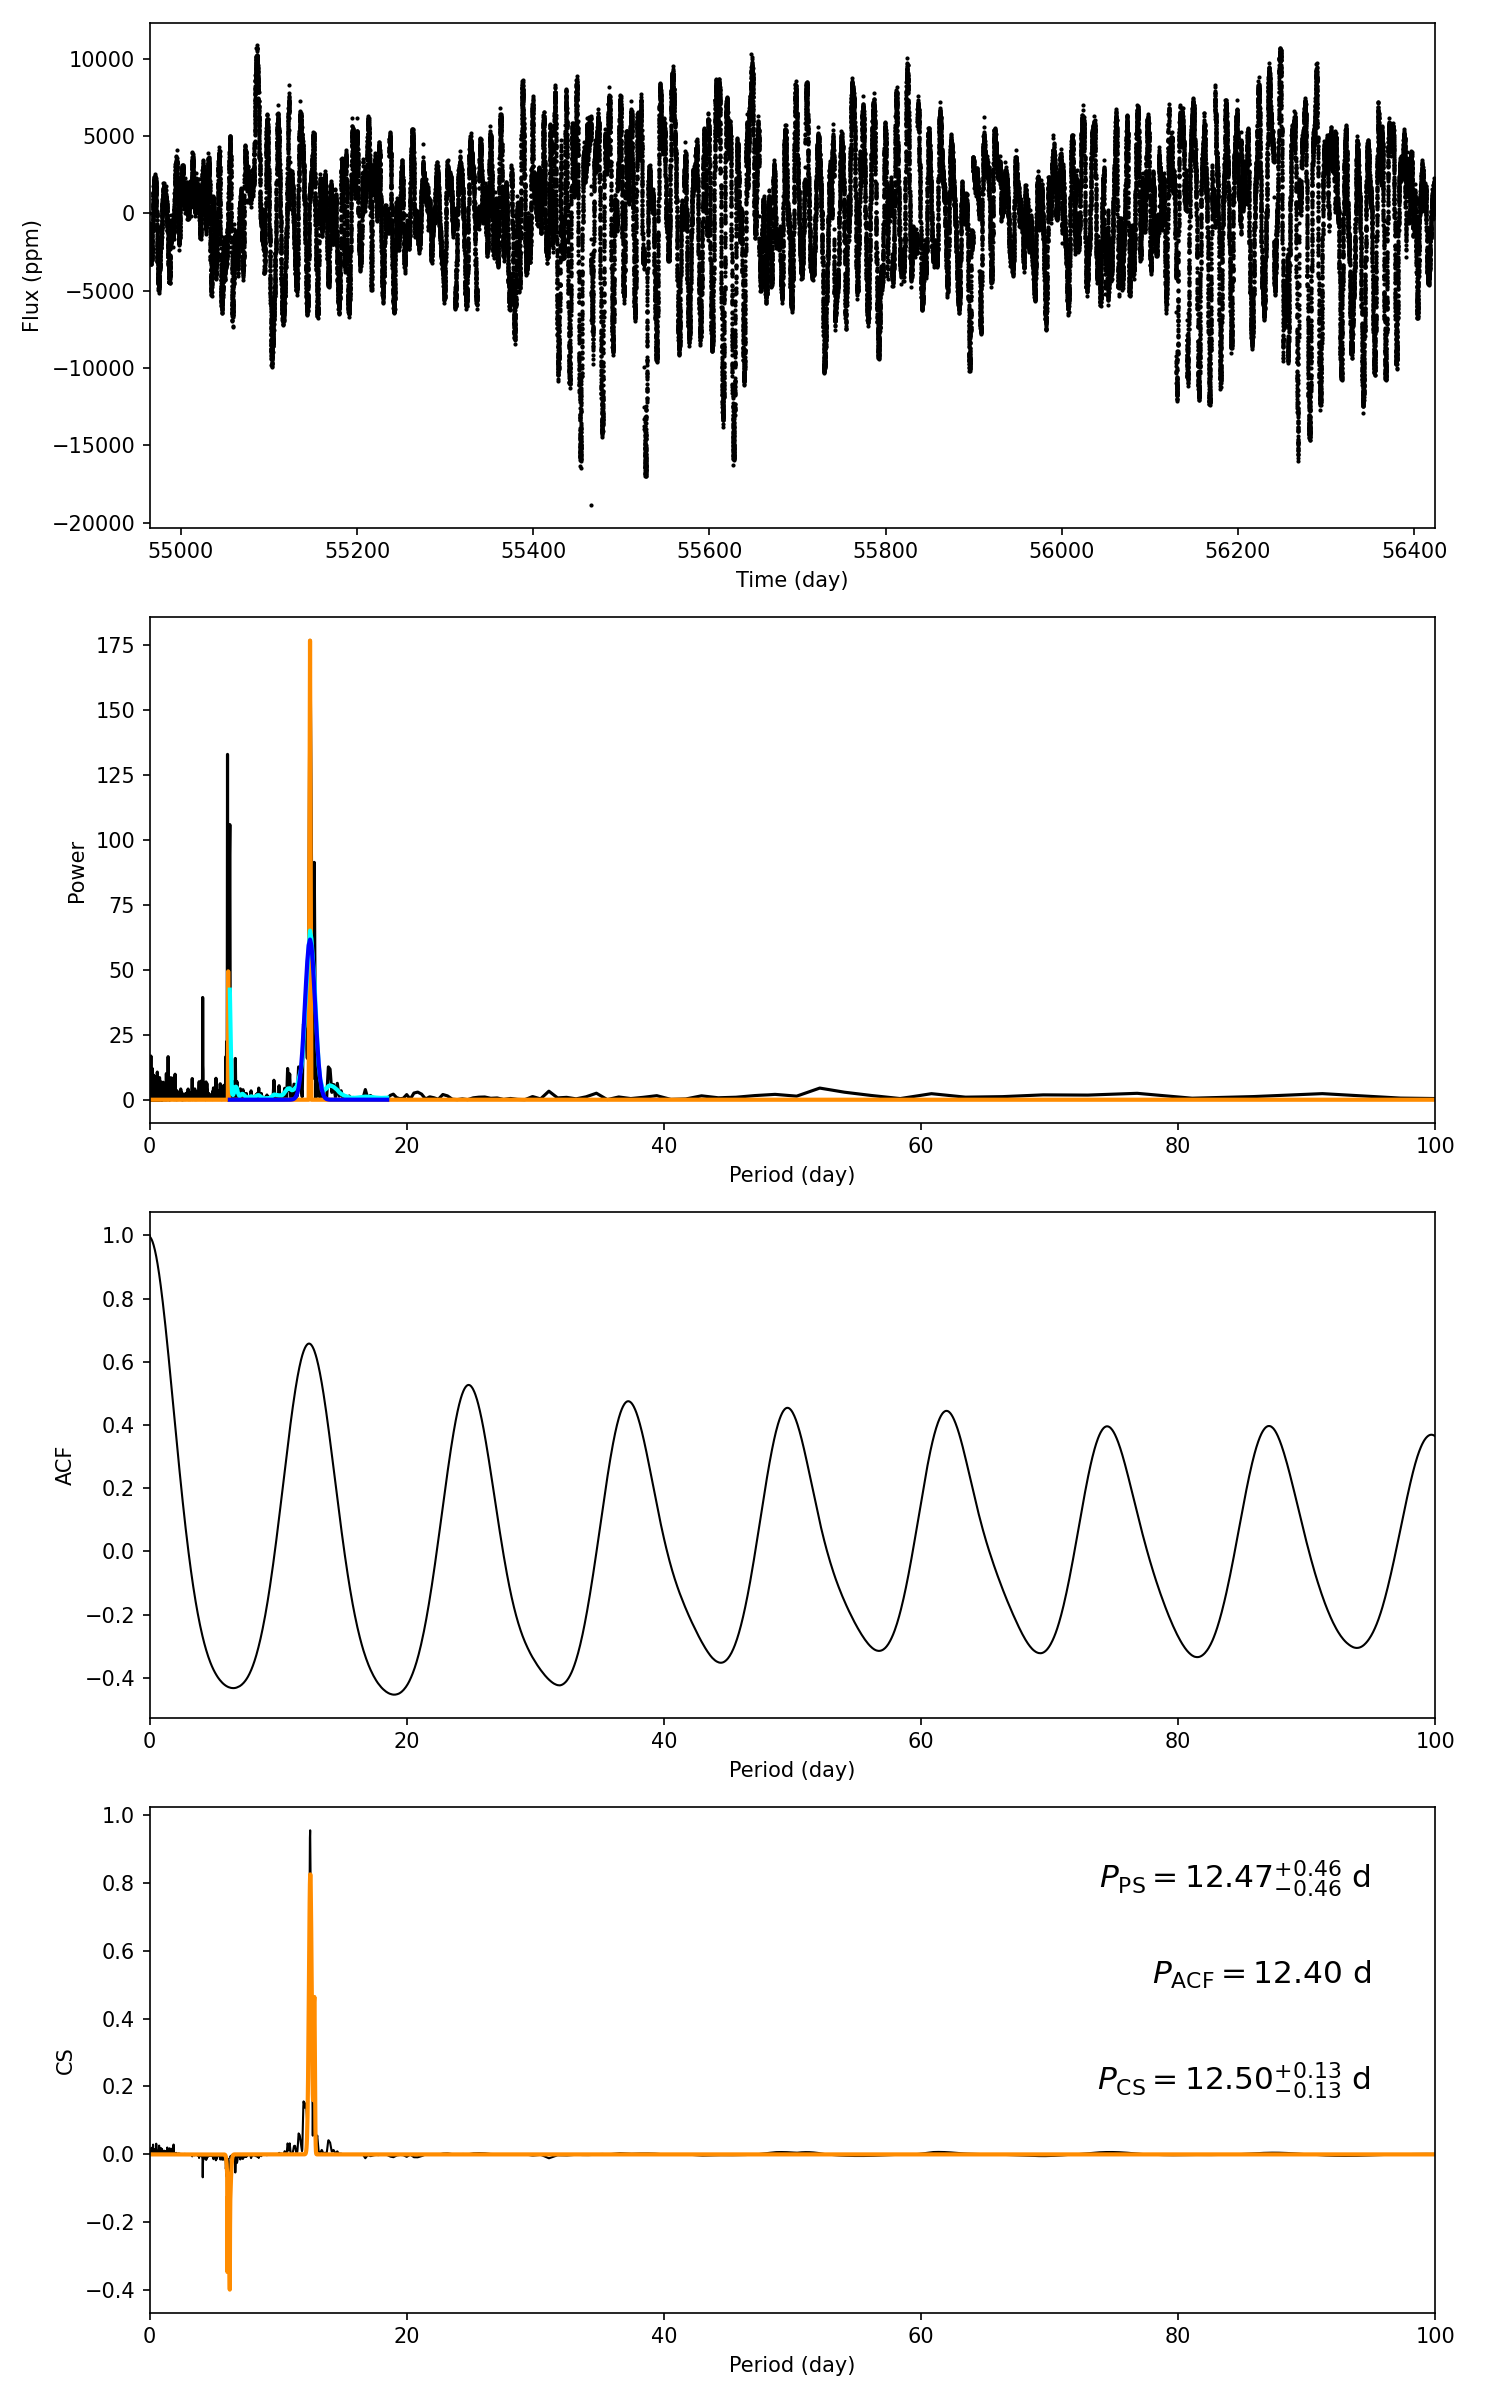 10000
5000
0
−5000
−10000
−15000
−20000
Flux (ppm)
55000 55200 55400 55600 55800 56000 56200 56400
Time (day)
175
150
125
100
75
50
25
0
Power
0 20 40 60 80 100
Period (day)
1.0
0.8
0.6
0.4
0.2
0.0
−0.2
−0.4
ACF
0 20 40 60 80 100
Period (day)
1.0
0.8
0.6
0.4
0.2
0.0
−0.2
−0.4
CS
P_PS = 12.47^{+0.46}_{−0.46} d
P_ACF = 12.40 d
P_CS = 12.50^{+0.13}_{−0.13} d
0 20 40 60 80 100
Period (day)